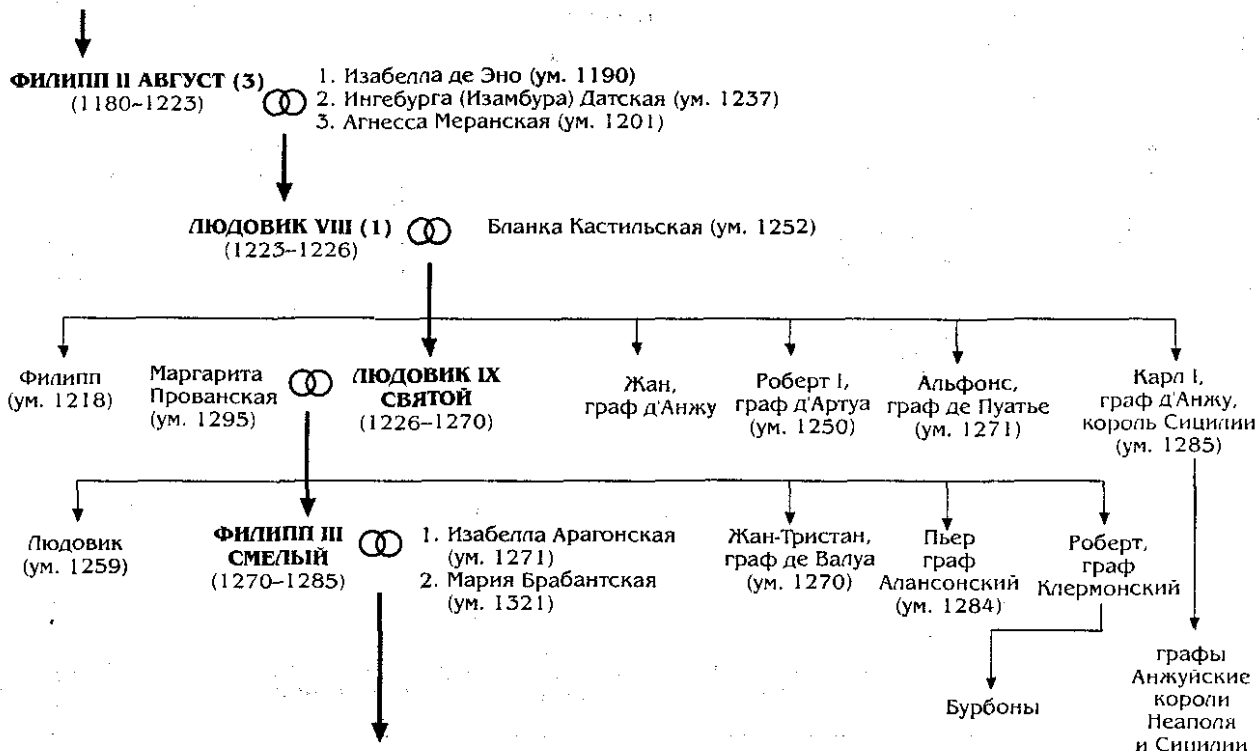 ФИЛИПП II АВГУСТ (3)
(1180–1223)
1. Изабелла де Эно (ум. 1190)
2. Ингебурга (Изамбура) Датская (ум. 1237)
3. Агнесса Меранская (ум. 1201)
ЛЮДОВИК VIII (1)
(1223–1226)
Бланка Кастильская (ум. 1252)
Филипп
(ум. 1218)
Маргарита
Прованская
(ум. 1295)
ЛЮДОВИК IX
СВЯТОЙ
(1226–1270)
Жан,
граф д'Анжу
Роберт I,
граф д'Артуа
(ум. 1250)
Альфонс,
граф де Пуатье
(ум. 1271)
Карл I,
граф д'Анжу,
король Сицилии
(ум. 1285)
Людовик
(ум. 1259)
ФИЛИПП III
СМЕЛЫЙ
(1270–1285)
1. Изабелла Арагонская
(ум. 1271)
2. Мария Брабантская
(ум. 1321)
Жан-Тристан,
граф де Валуа
(ум. 1270)
Пьер
граф
Алансонский
(ум. 1284)
Роберт,
граф
Клермонский
Бурбоны
графы
Анжуйские
короли
Неаполя
и Сицилии